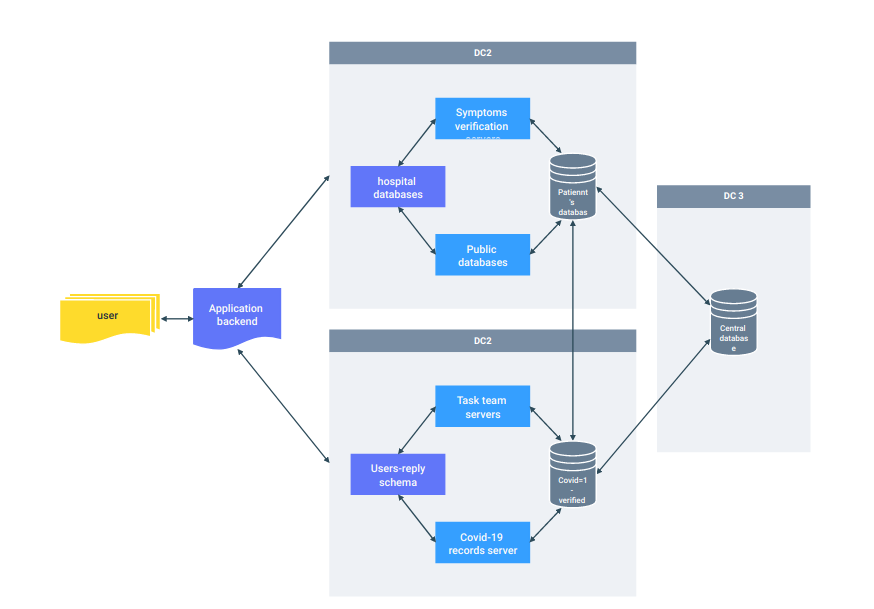 DC2
Symptoms
verification
hospital
databases
Patiennt
's
databas
Public
databases
DC 3
user
Application
backend
Central
databas
e
DC2
Task team
servers
Users-reply
schema
Covid=1
-
verified
Covid-19
records server